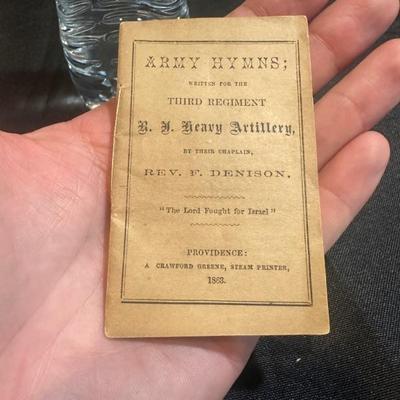 ARMY HYMNS;
WRITTEN FOR THE
THIRD REGIMENT
R. I. Heavy Artillery,
BY THEIR CHAPLAIN,
REV. F. DENISON.
"The Lord Fought for Israel"
PROVIDENCE:
A CRAWFORD GREENE, STEAM PRINTER,
1863.